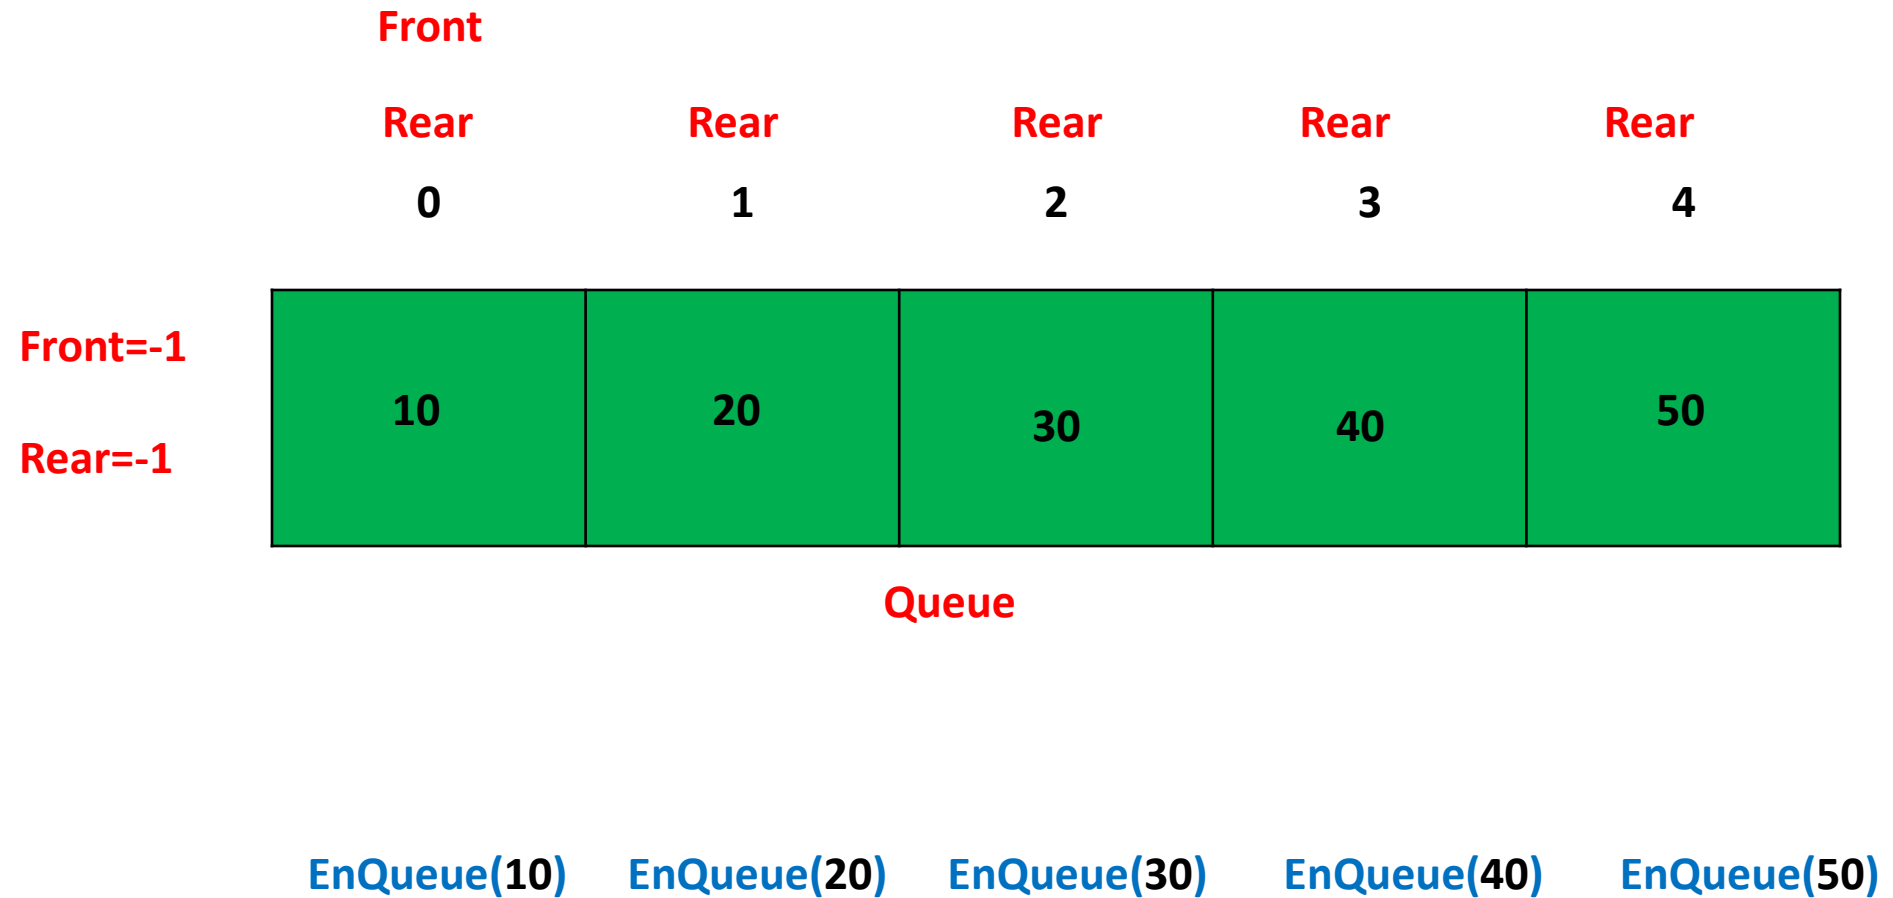 Front
Rear Rear Rear Rear Rear
0 1 2 3 4
Front=-1
10 20 30 40 50
Rear=-1
Queue
EnQueue(10) EnQueue(20) EnQueue(30) EnQueue(40) EnQueue(50)